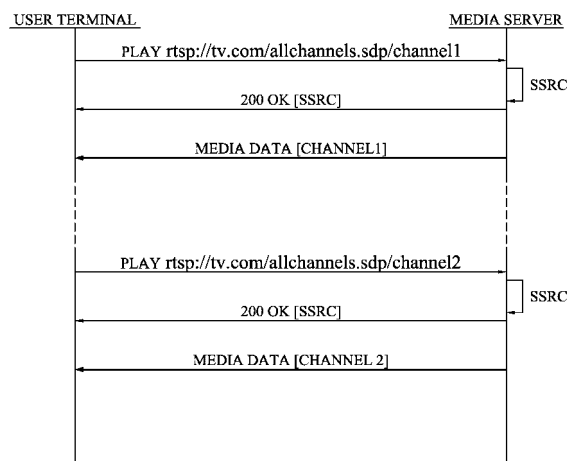 USER TERMINAL
MEDIA SERVER
PLAY rtsp://tv.com/allchannels.sdp/channel1
SSRC
200 OK [SSRC]
MEDIA DATA [CHANNEL1]
PLAY rtsp://tv.com/allchannels.sdp/channel2
SSRC
200 OK [SSRC]
MEDIA DATA [CHANNEL 2]